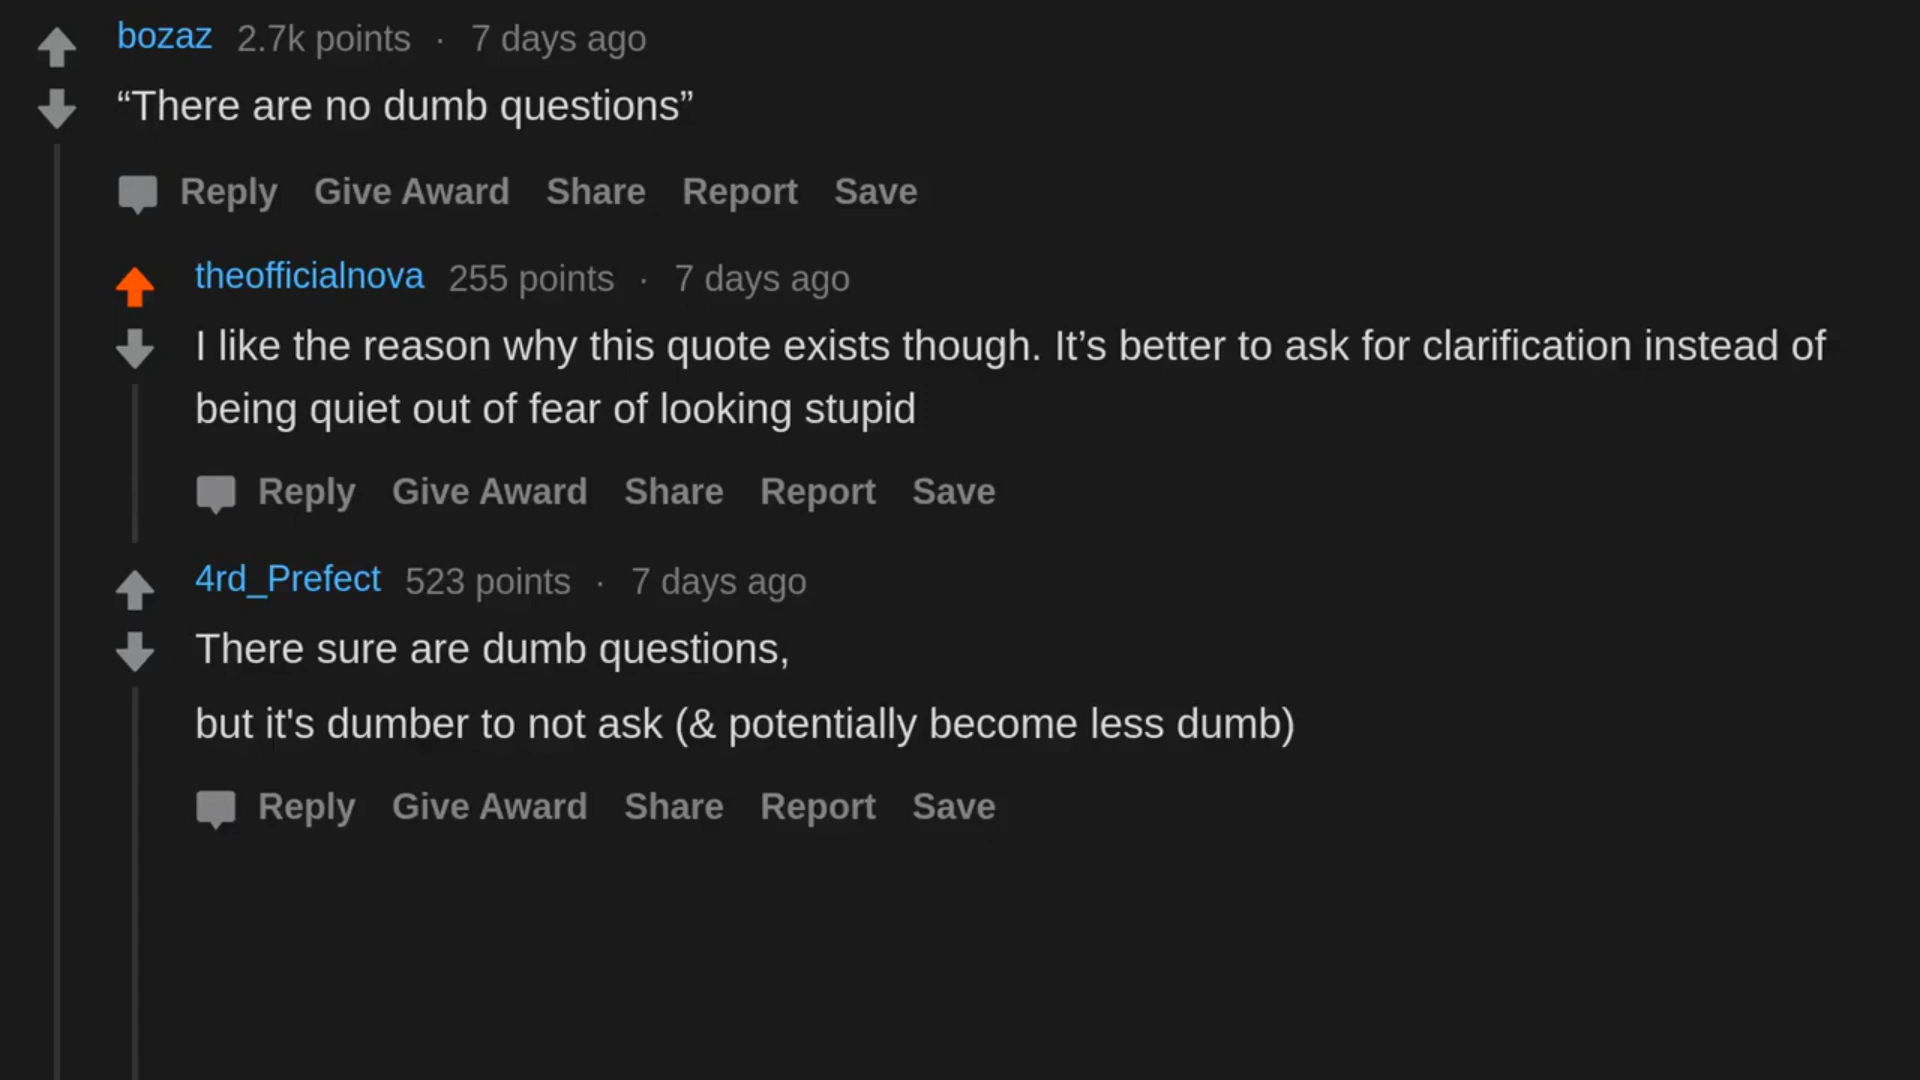 bozaz 2.7k points · 7 days ago
“There are no dumb questions”
Reply Give Award Share Report Save
theofficialnova 255 points · 7 days ago
I like the reason why this quote exists though. It’s better to ask for clarification instead of
being quiet out of fear of looking stupid
Reply Give Award Share Report Save
4rd_Prefect 523 points · 7 days ago
There sure are dumb questions,
but it's dumber to not ask (& potentially become less dumb)
Reply Give Award Share Report Save